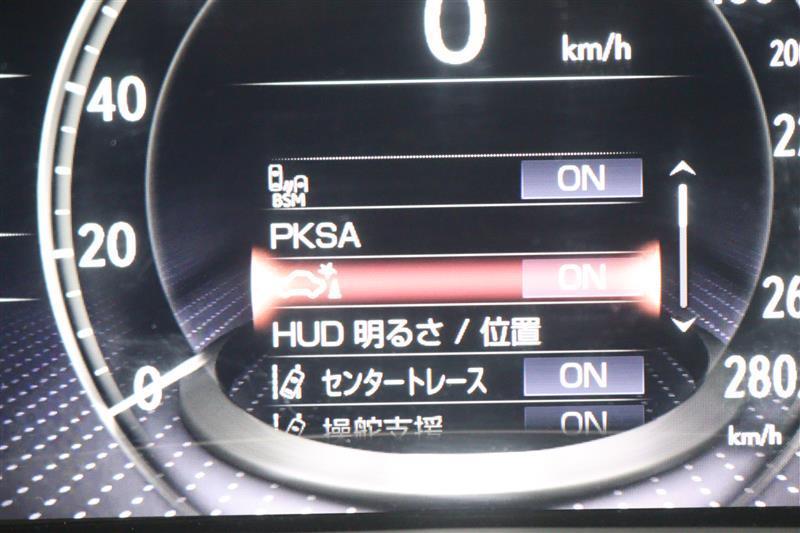 0
km/h
40
200
BSM ON
PKSA
20
ON
HUD 明るさ / 位置
センタートレース ON
0
280
km/h
操舵支援 ON